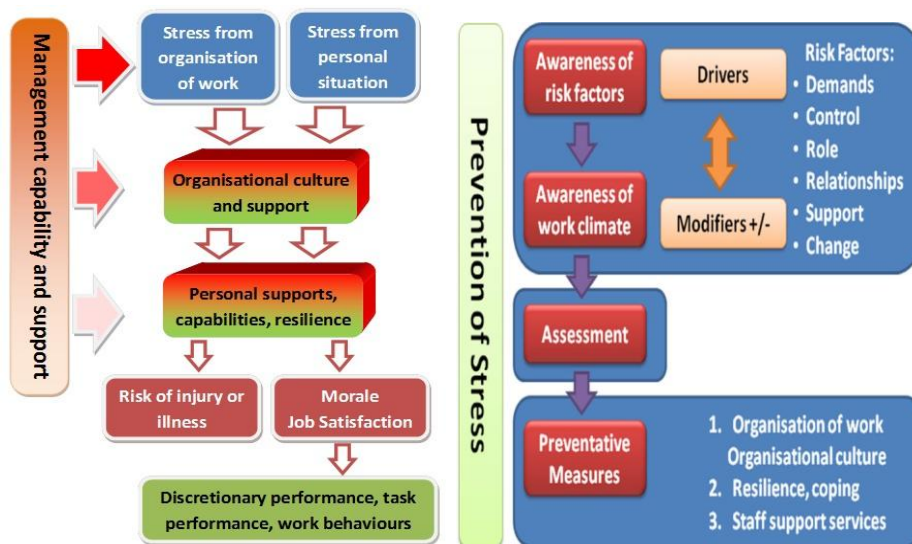 Management capability and support
Stress from
organisation
of work
Stress from
personal
situation
Organisational culture
and support
Personal supports,
capabilities, resilience
Risk of injury or
illness
Morale
Job Satisfaction
Discretionary performance, task
performance, work behaviours
Prevention of Stress
Awareness of
risk factors
Drivers
Risk Factors:
• Demands
• Control
• Role
• Relationships
• Support
• Change
Awareness of
work climate
Modifiers +/-
Assessment
Preventative
Measures
1. Organisation of work
Organisational culture
2. Resilience, coping
3. Staff support services